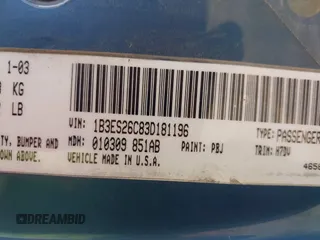 1-03
KG
LB
VIN: 1B3ES26C83D181196
TY, BUMPER AND
OWN ABOVE.
TYPE: PASSENGER
MDH: 010309 851AB
PAINT: PBJ
TRIM: H7DV
VEHICLE MADE IN U.S.A.
4658
© DREAMBID